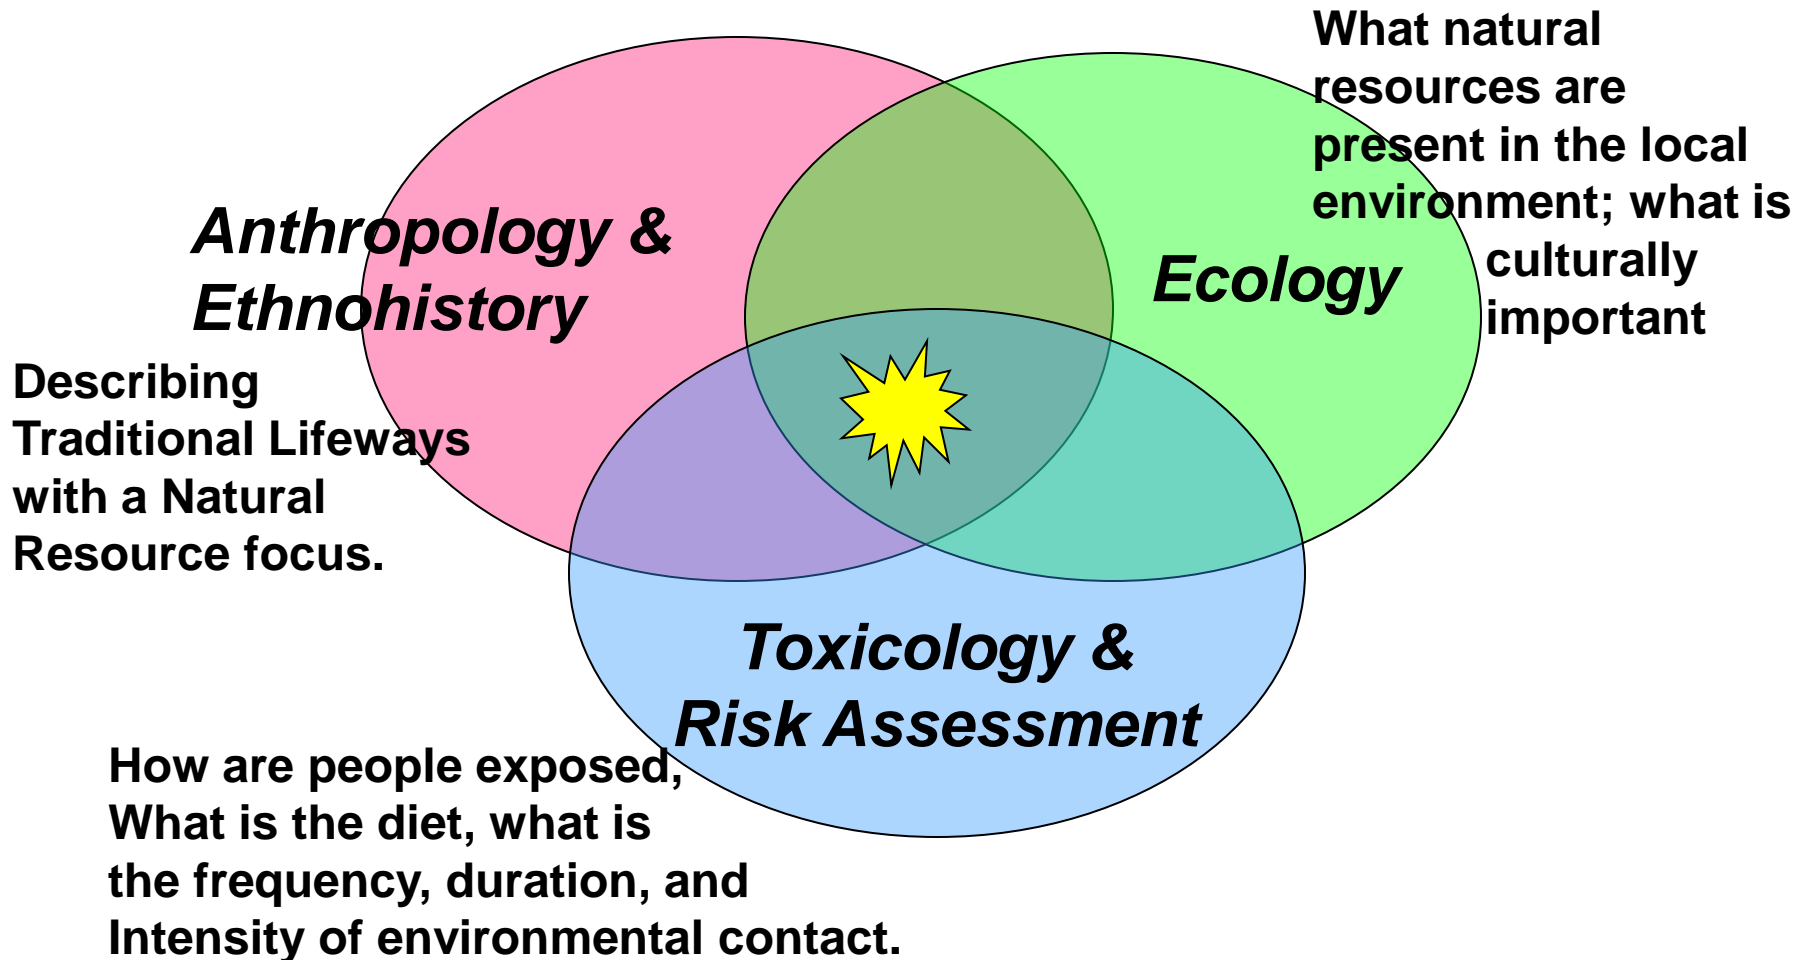 What natural
resources are
present in the local
environment; what is
culturally
important
Anthropology &
Ethnohistory
Ecology
Describing
Traditional Lifeways
with a Natural
Resource focus.
Toxicology &
Risk Assessment
How are people exposed,
What is the diet, what is
the frequency, duration, and
Intensity of environmental contact.